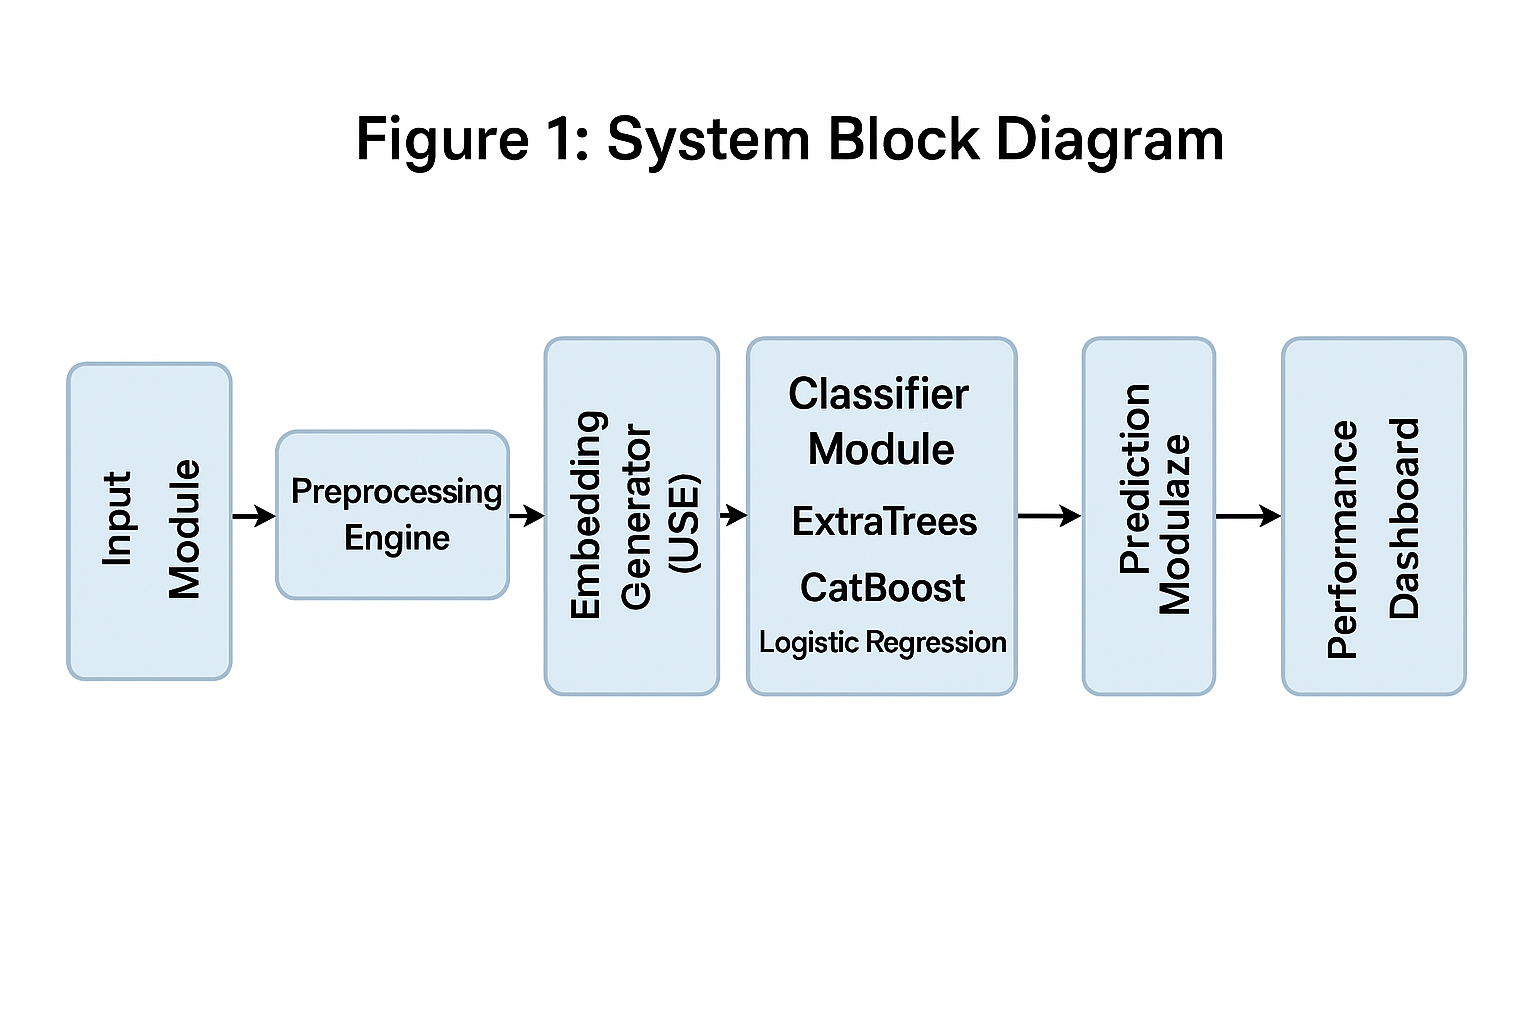 Figure 1: System Block Diagram
Input
Module
Preprocessing
Engine
Embedding
Generator
(USE)
Classifier
Module
ExtraTrees
CatBoost
Logistic Regression
Prediction
Modulaze
Performance
Dashboard